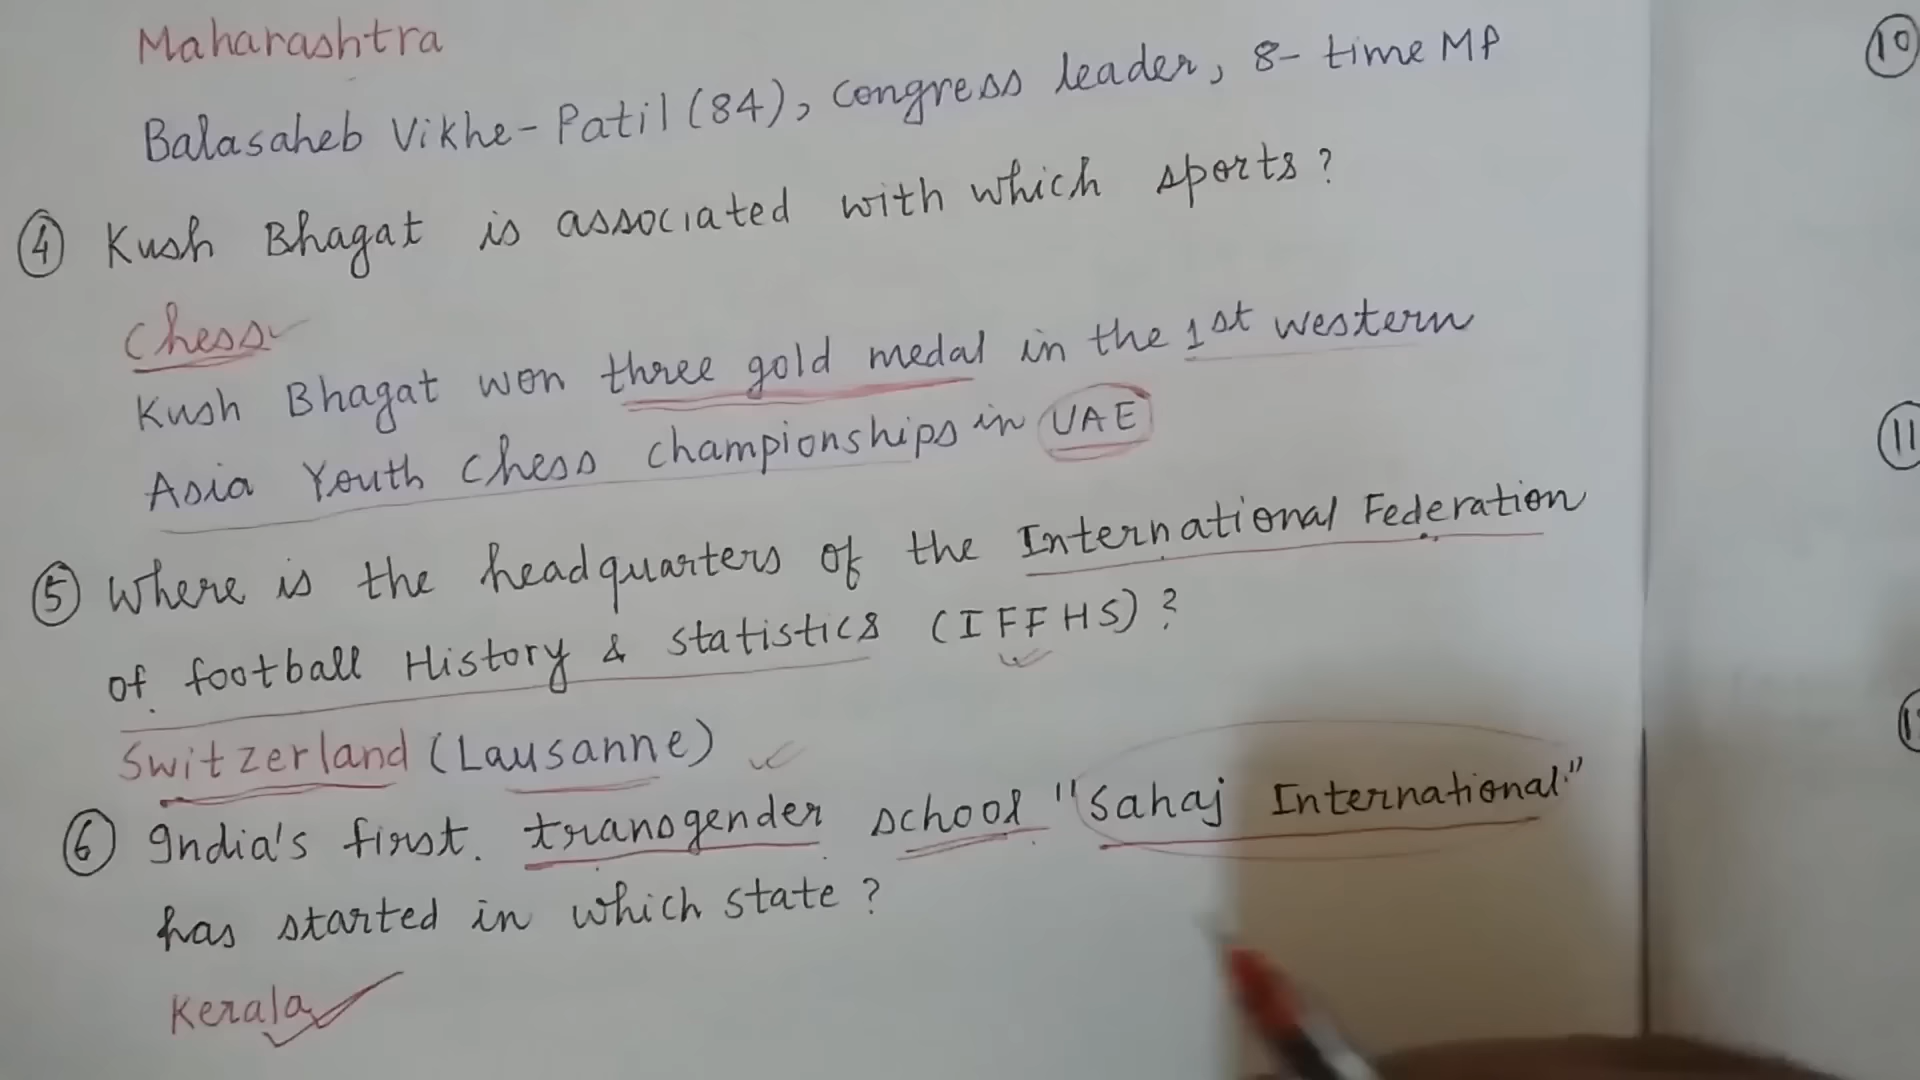 Maharashtra
Balasaheb Vikhe-Patil (84), congress leader, 8-time MP
④ Kush Bhagat is associated with which sports?
Chess
Kush Bhagat won three gold medal in the 1st western
Asia Youth Chess championships in UAE
⑤ Where is the headquarters of the International Federation
of football History & statistics (IFFHS)?
Switzerland (Lausanne)
⑥ India's first transgender school "Sahaj International"
has started in which state?
Kerala
10
11